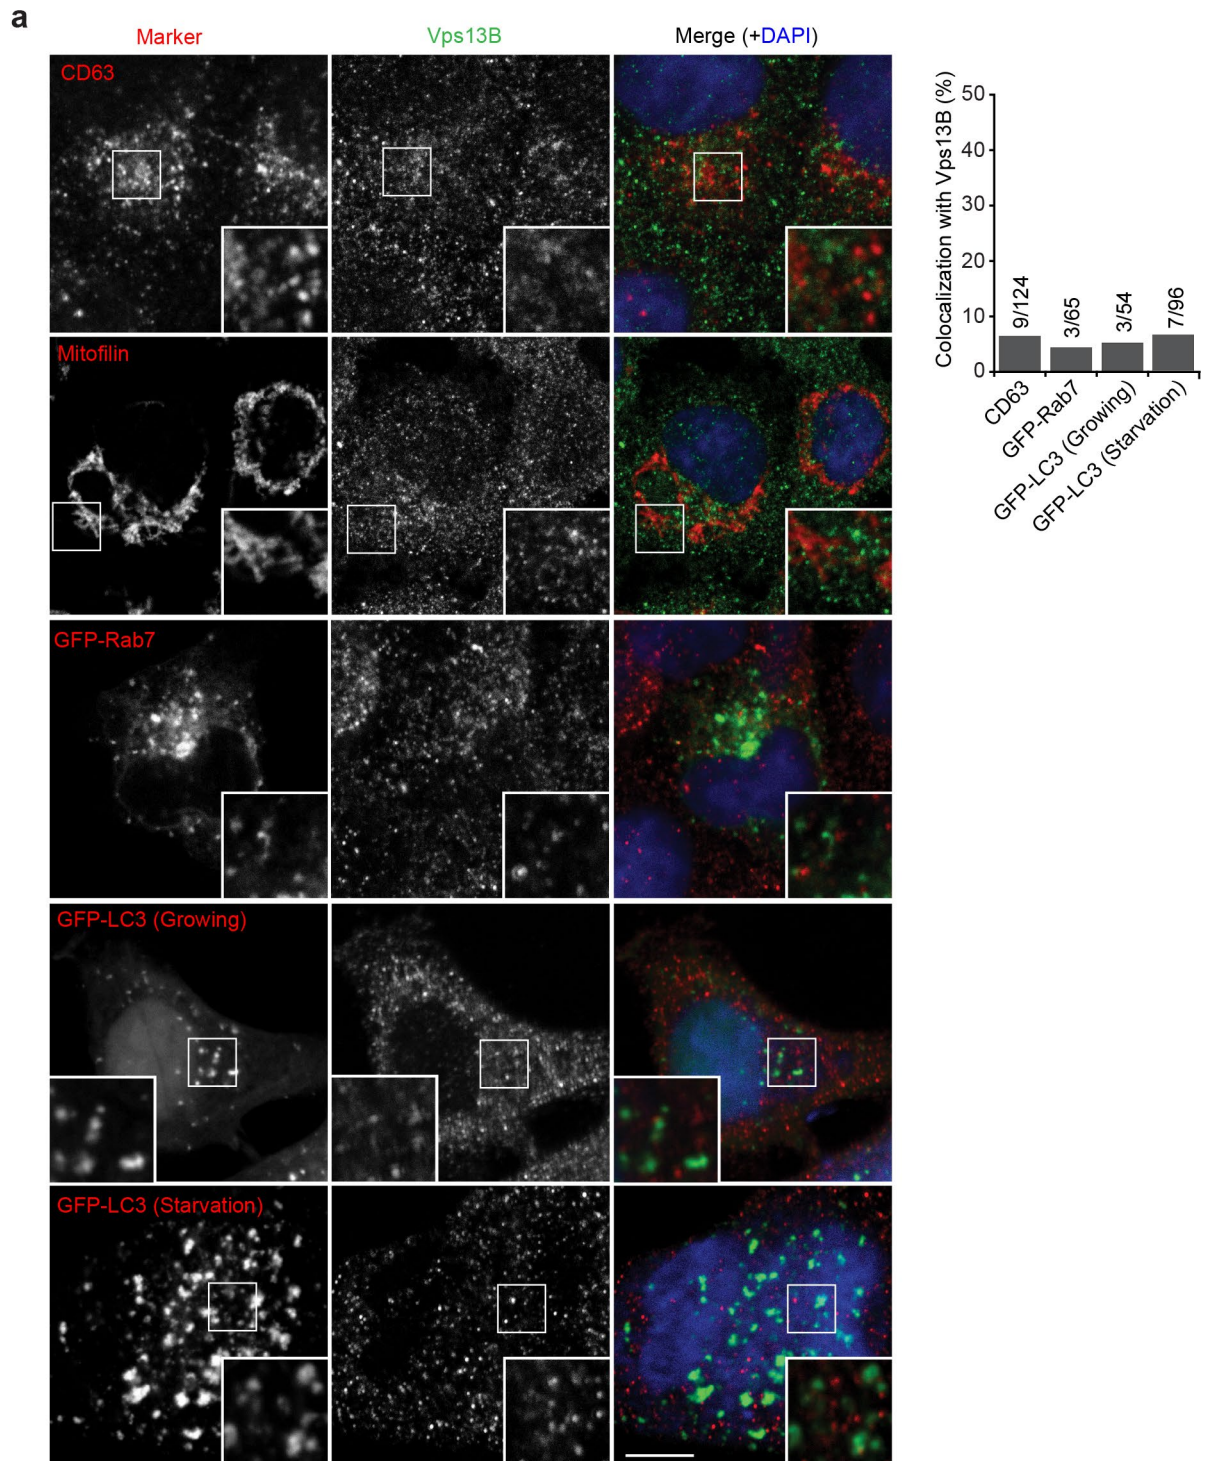 a
Marker
Vps13B
Merge (+DAPI)
CD63
Mitofilin
GFP-Rab7
GFP-LC3 (Growing)
GFP-LC3 (Starvation)
Colocalization with Vps13B (%)
50
40
30
20
10
0
9/124
3/65
3/54
7/96
CD63
GFP-Rab7
GFP-LC3 (Growing)
GFP-LC3 (Starvation)